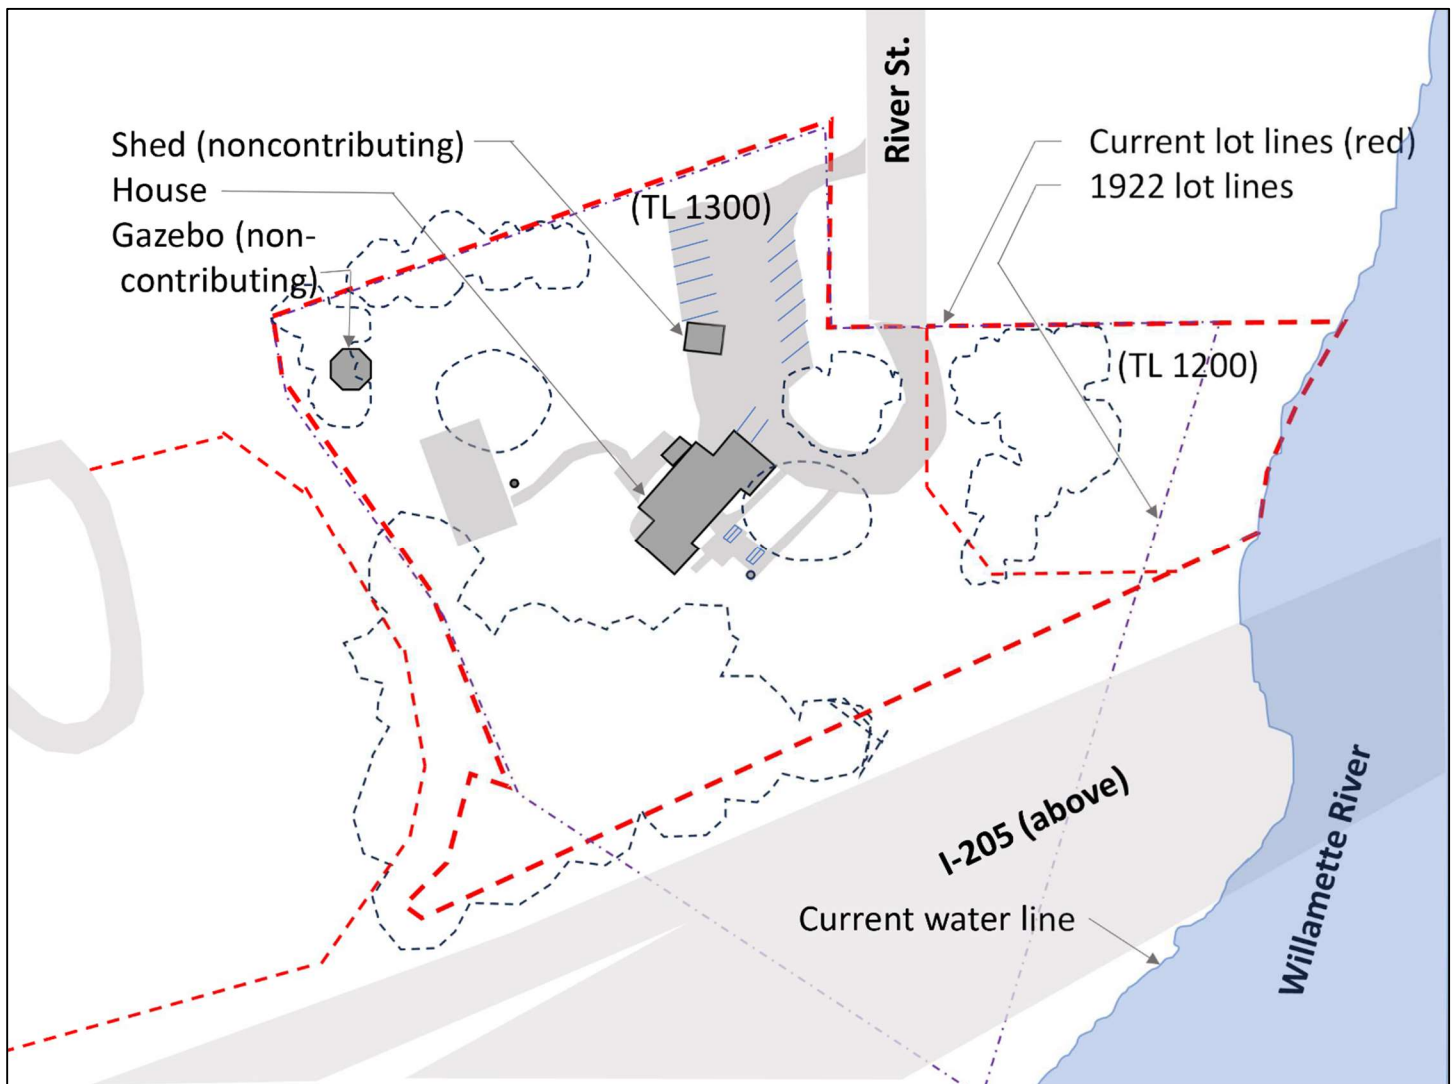 River St.
Shed (noncontributing)
House
Gazebo (non-
contributing)
(TL 1300)
Current lot lines (red)
1922 lot lines
(TL 1200)
I-205 (above)
Current water line
Willamette River